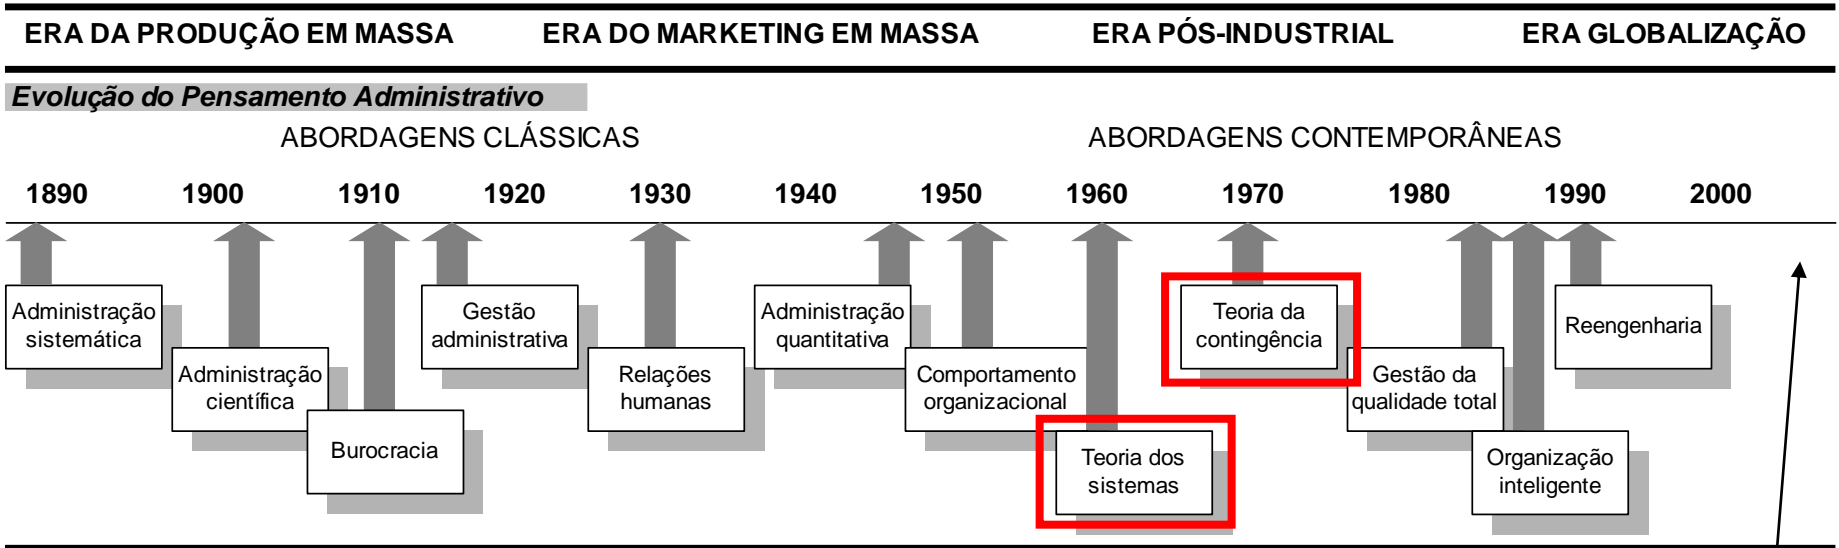 ERA DA PRODUÇÃO EM MASSA ERA DO MARKETING EM MASSA ERA PÓS-INDUSTRIAL ERA GLOBALIZAÇÃO
Evolução do Pensamento Administrativo
ABORDAGENS CLÁSSICAS ABORDAGENS CONTEMPORÂNEAS
1890 1900 1910 1920 1930 1940 1950 1960 1970 1980 1990 2000
Administração
sistemática
Administração
científica
Burocracia
Gestão
administrativa
Relações
humanas
Administração
quantitativa
Comportamento
organizacional
Teoria dos
sistemas
Teoria da
contingência
Gestão da
qualidade total
Organização
inteligente
Reengenharia